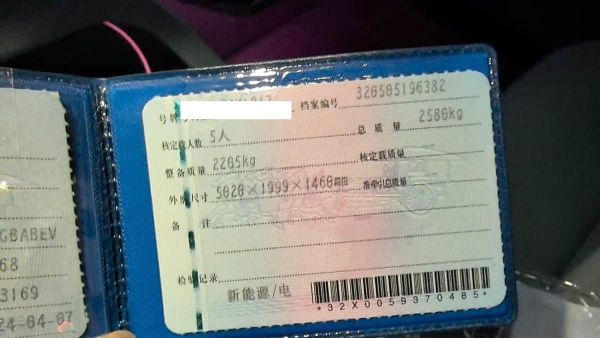 GBABEV
68
3169
24-04-07
号牌号 档案编号 320505196382
核定载人数 5人 总质量 2580kg
整备质量 2205kg 核定载质量
外廓尺寸 5020×1999×1460 准牵引总质量
备注
检验记录
新能源/电
*32X0059370485*